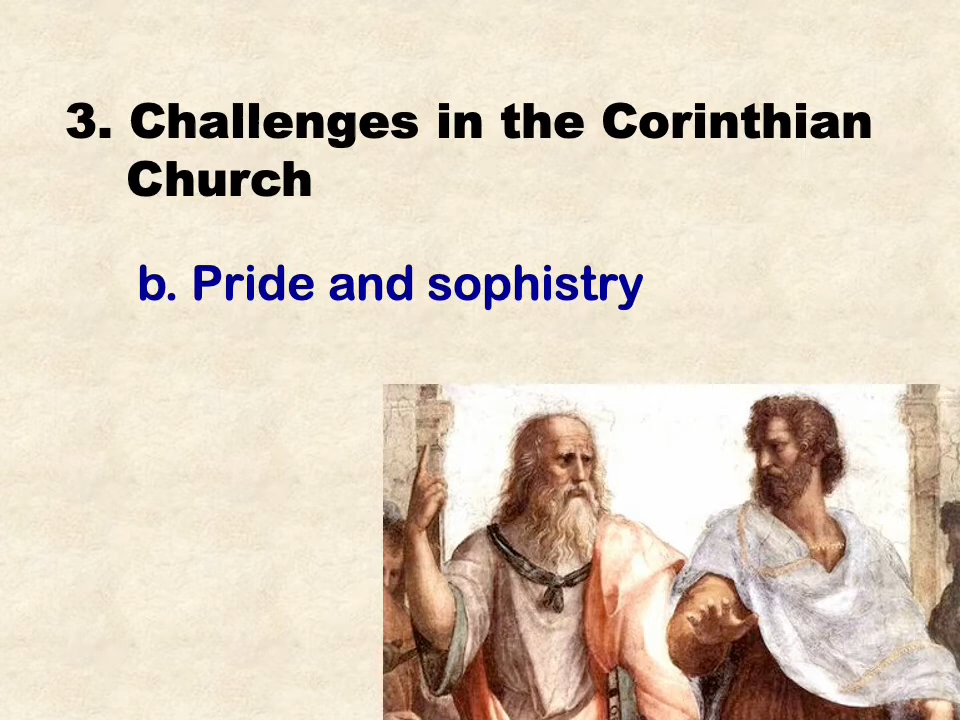 3. Challenges in the Corinthian
Church
b. Pride and sophistry